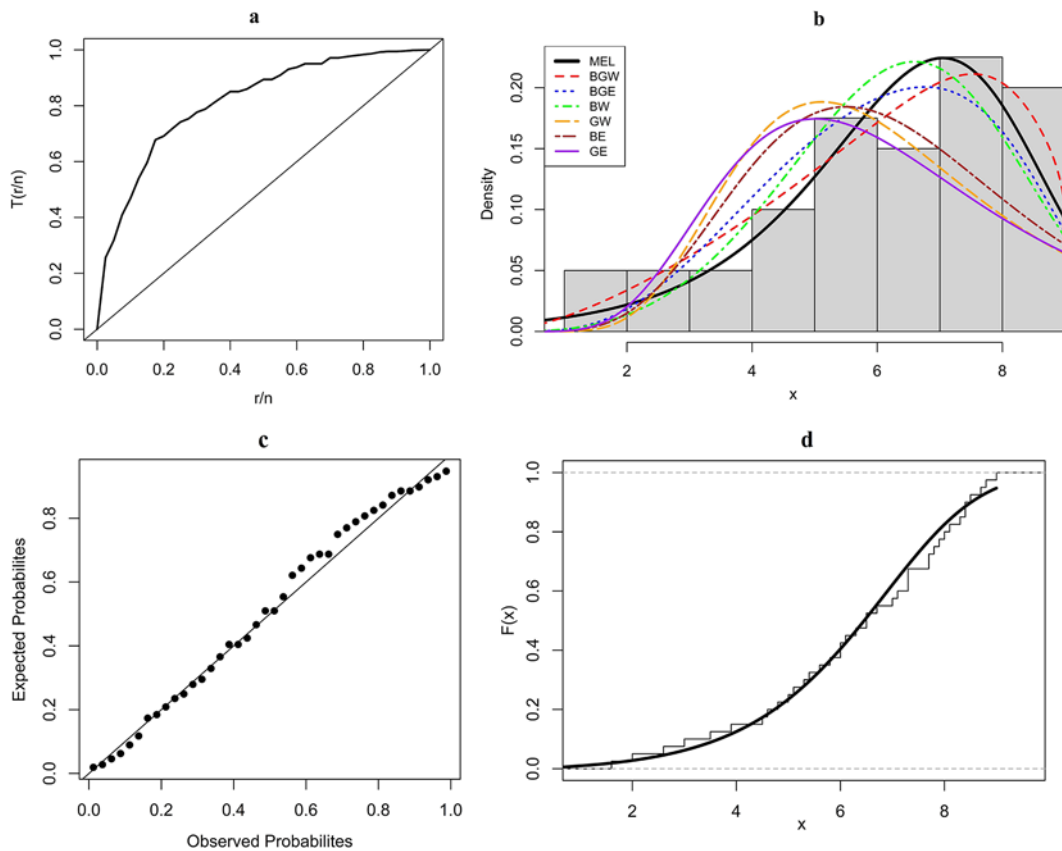 a
T(r/n)
1.0
0.8
0.6
0.4
0.2
0.0
0.0 0.2 0.4 0.6 0.8 1.0
r/n
b
MEL
BGW
BGE
BW
GW
BE
GE
Density
0.20
0.15
0.10
0.05
0.00
2 4 6 8
x
c
Expected Probabilites
0.8
0.6
0.4
0.2
0.0
0.0 0.2 0.4 0.6 0.8 1.0
Observed Probabilites
d
F(x)
1.0
0.8
0.6
0.4
0.2
0.0
2 4 6 8
x